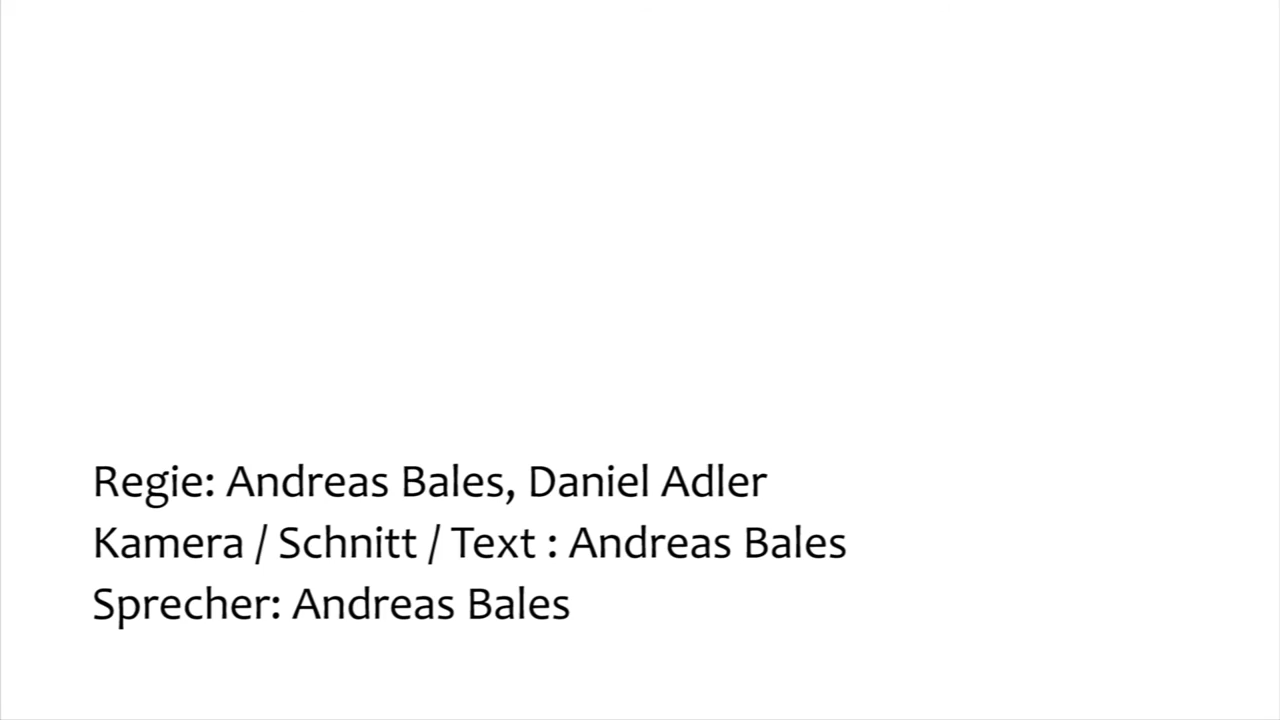 Regie: Andreas Bales, Daniel Adler
Kamera / Schnitt / Text : Andreas Bales
Sprecher: Andreas Bales